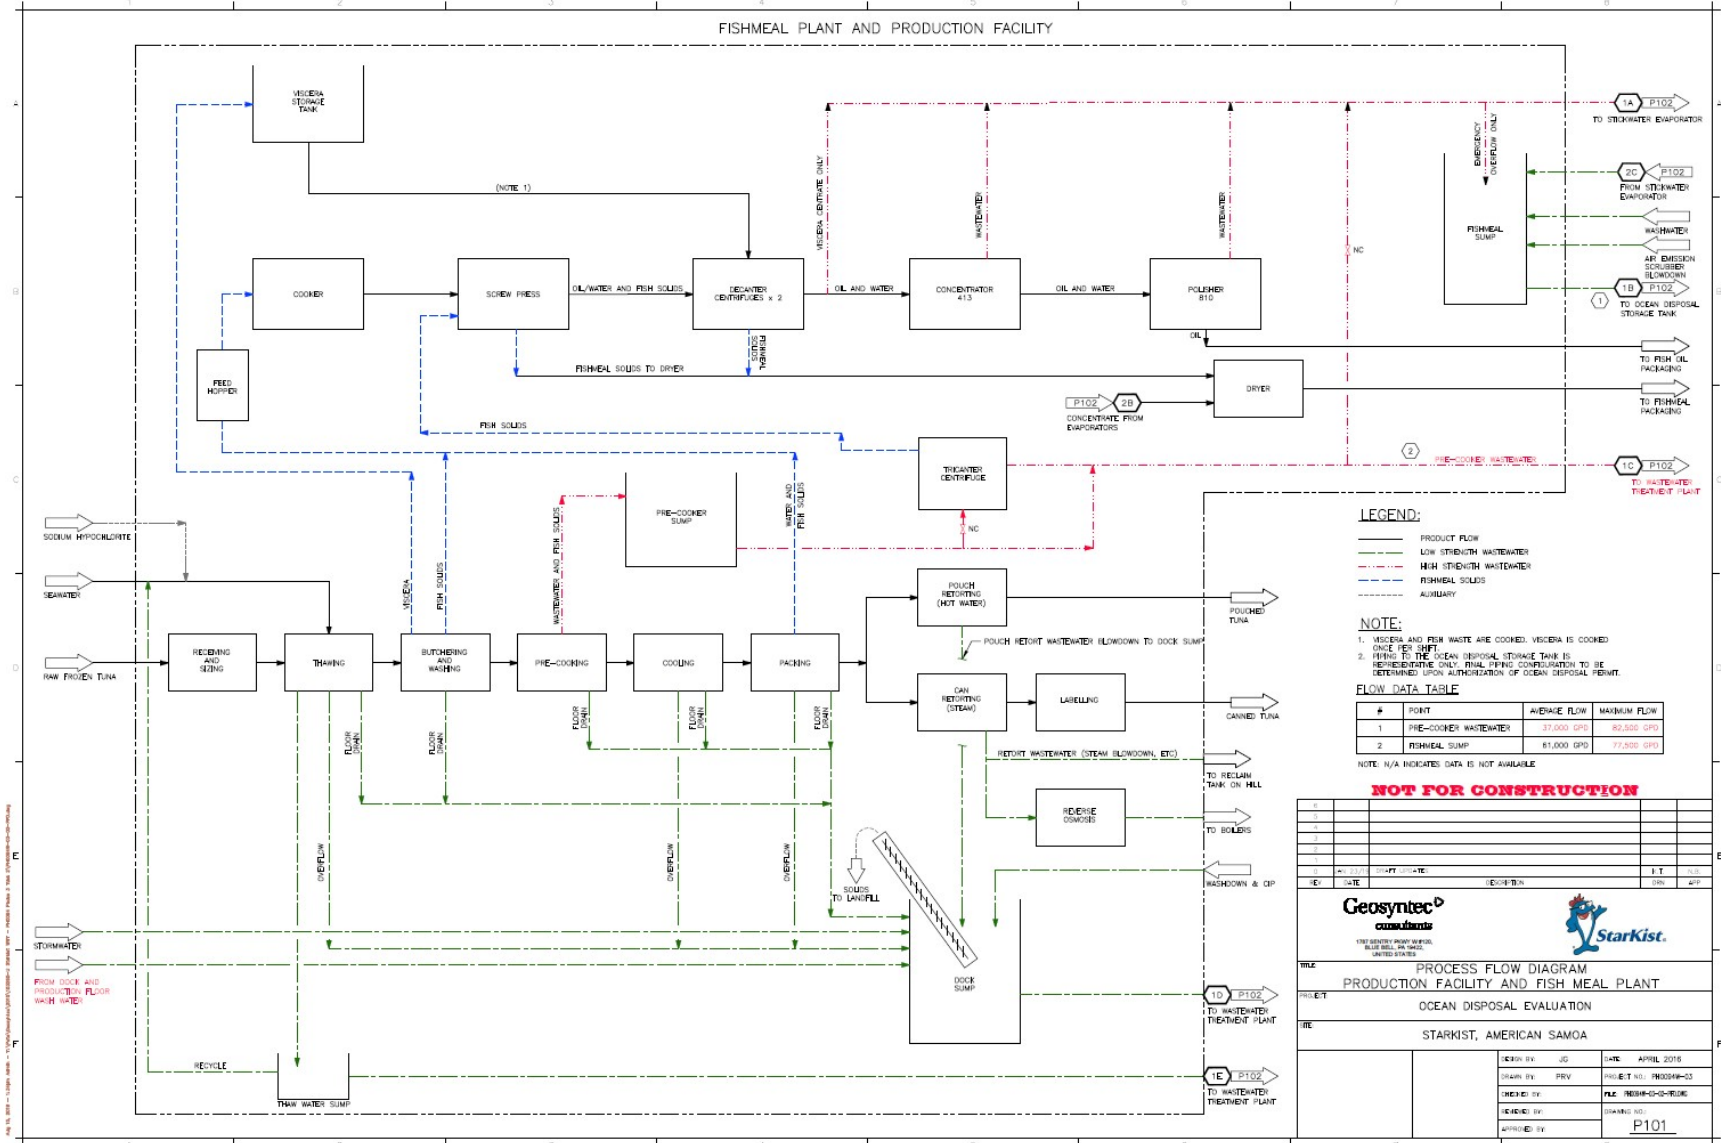 FISHMEAL PLANT AND PRODUCTION FACILITY
VISCERA
STORAGE
TANK
(NOTE 1)
VISCERA CENTRATE ONLY
WASTEWATER
WASTEWATER
EMERGENCY
OVERFLOW ONLY
1A P102
TO STICKWATER EVAPORATOR
2C P102
FROM STICKWATER
EVAPORATOR
WASHWATER
AIR EMISSION
SCRUBBER
BLOWDOWN
1B P102
TO OCEAN DISPOSAL
STORAGE TANK
1
FISHMEAL
SUMP
NC
COOKER
SCREW PRESS
OIL/WATER AND FISH SOLIDS
DECANTER
CENTRIFUGES x 2
OIL AND WATER
CONCENTRATOR
413
OIL AND WATER
POLISHER
810
OIL
TO FISH OIL
PACKAGING
FEED
HOPPER
FISHMEAL
SOLIDS
FISHMEAL SOLIDS TO DRYER
DRYER
TO FISHMEAL
PACKAGING
P102 2B
CONCENTRATE FROM
EVAPORATORS
FISH SOLIDS
TRICANTER
CENTRIFUGE
2
PRE-COOKER WASTEWATER
1C P102
TO WASTEWATER
TREATMENT PLANT
WATER AND
FISH SOLIDS
PRE-COOKER
SUMP
NC
WASTEWATER AND FISH SOLIDS
VISCERA
FISH SOLIDS
SODIUM HYPOCHLORITE
SEAWATER
RAW FROZEN TUNA
RECEIVING
AND
SIZING
THAWING
BUTCHERING
AND
WASHING
PRE-COOKING
COOLING
PACKING
POUCH
RETORTING
(HOT WATER)
POUCHED
TUNA
POUCH RETORT WASTEWATER BLOWDOWN TO DOCK SUMP
CAN
RETORTING
(STEAM)
LABELLING
CANNED TUNA
FLOOR
DRAIN
FLOOR
DRAIN
FLOOR
DRAIN
FLOOR
DRAIN
FLOOR
DRAIN
RETORT WASTEWATER (STEAM BLOWDOWN, ETC)
TO RECLAIM
TANK ON HILL
REVERSE
OSMOSIS
TO BOILERS
OVERFLOW
OVERFLOW
OVERFLOW
SOLIDS
TO LANDFILL
WASHDOWN & CIP
STORMWATER
FROM DOCK AND
PRODUCTION FLOOR
WASH WATER
DOCK
SUMP
1D P102
TO WASTEWATER
TREATMENT PLANT
RECYCLE
THAW WATER SUMP
1E P102
TO WASTEWATER
TREATMENT PLANT
LEGEND:
PRODUCT FLOW
LOW STRENGTH WASTEWATER
HIGH STRENGTH WASTEWATER
FISHMEAL SOLIDS
AUXILIARY
NOTE:
1. VISCERA AND FISH WASTE ARE COOKED. VISCERA IS COOKED
ONCE PER SHIFT.
2. PIPING TO THE OCEAN DISPOSAL STORAGE TANK IS
REPRESENTATIVE ONLY. FINAL PIPING CONFIGURATION TO BE
DETERMINED UPON AUTHORIZATION OF OCEAN DISPOSAL PERMIT.
FLOW DATA TABLE
# POINT AVERAGE FLOW MAXIMUM FLOW
1 PRE-COOKER WASTEWATER 37,000 GPD 82,500 GPD
2 FISHMEAL SUMP 61,000 GPD 77,500 GPD
NOTE: N/A INDICATES DATA IS NOT AVAILABLE
NOT FOR CONSTRUCTION
DRAFT UPDATES
REV DATE DESCRIPTION DRN APP
Geosyntec
consultants
BLUE BELL, PA 19422,
UNITED STATES
StarKist.
TITLE:
PROCESS FLOW DIAGRAM
PRODUCTION FACILITY AND FISH MEAL PLANT
PROJECT:
OCEAN DISPOSAL EVALUATION
SITE:
STARKIST, AMERICAN SAMOA
DESIGN BY: JG DATE: APRIL 2016
DRAWN BY: PRV PROJECT NO.: PH0094W-03
CHECKED BY: FILE:
REVIEWED BY: DRAWING NO.:
APPROVED BY: P101